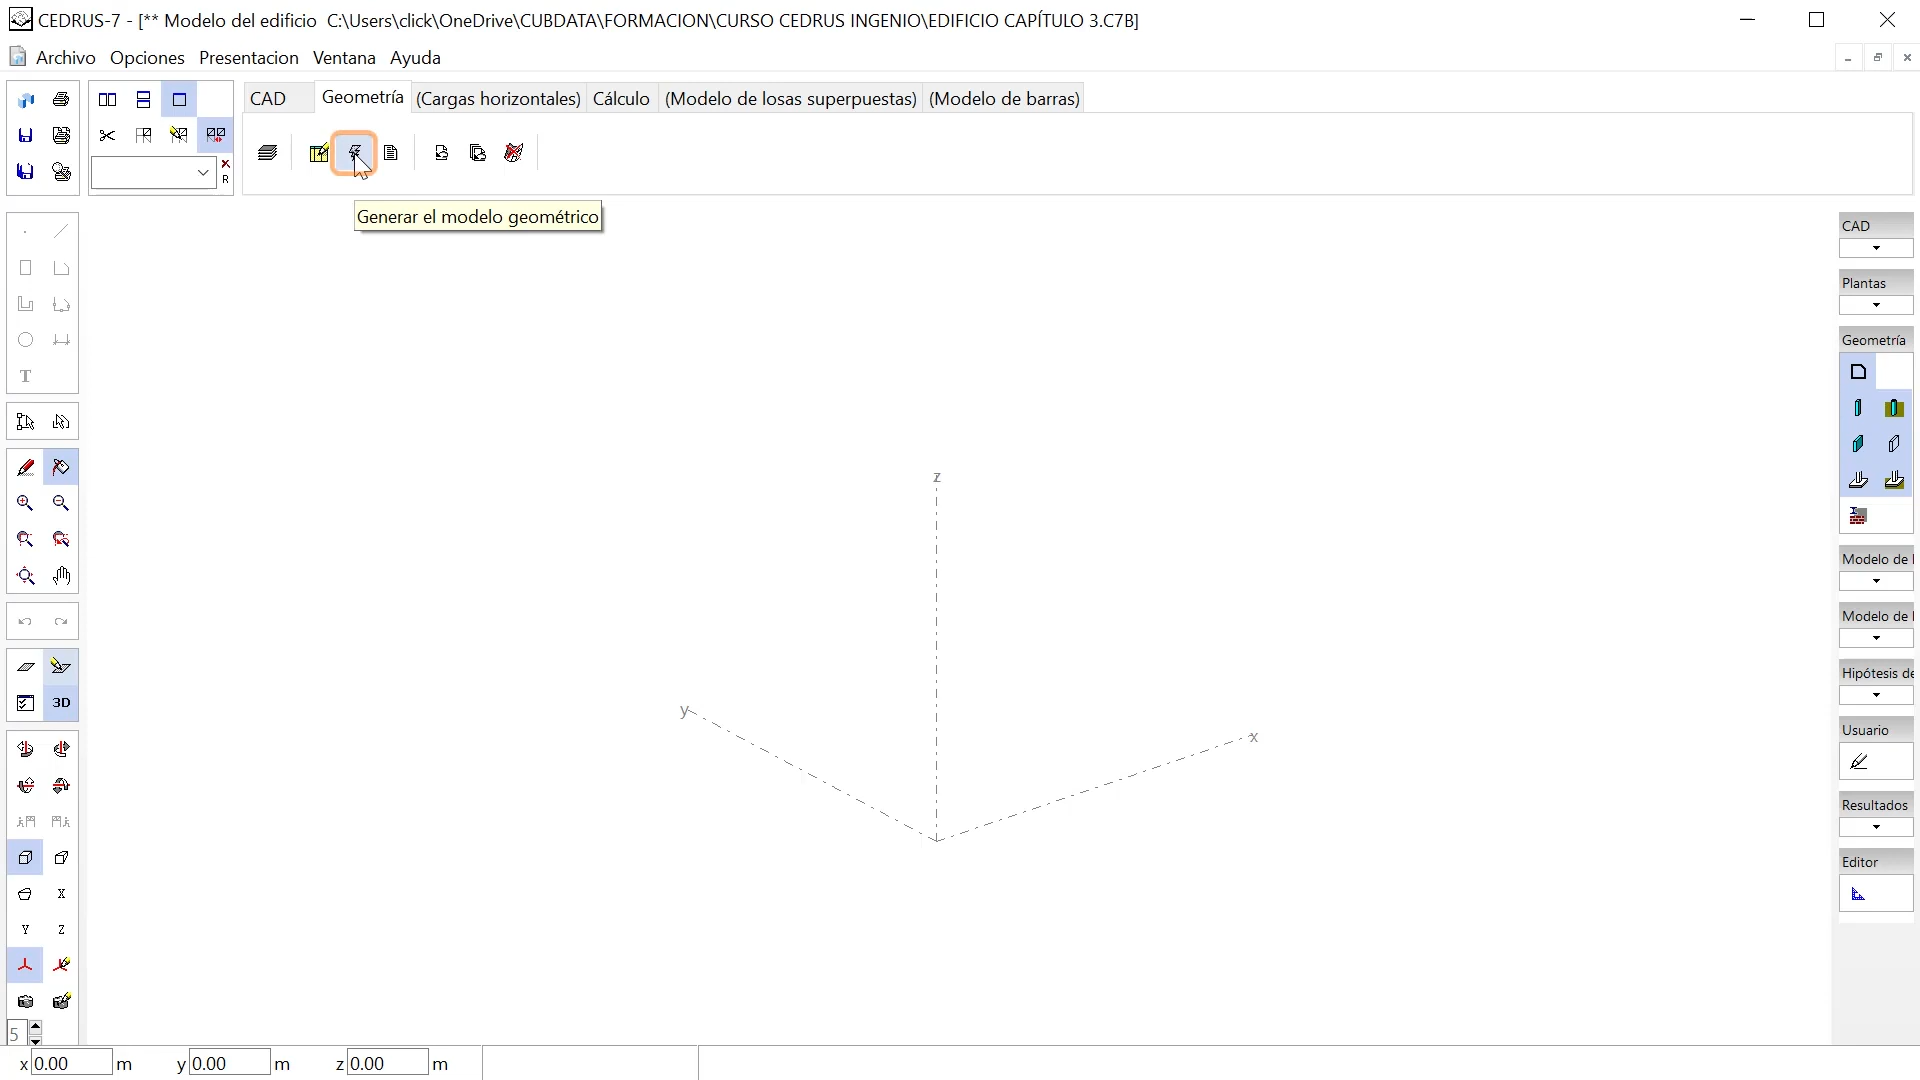 CEDRUS-7 - [** Modelo del edificio  C:\Users\click\OneDrive\CUBDATA\FORMACION\CURSO CEDRUS INGENIO\EDIFICIO CAPÍTULO 3.C7B]
Archivo Opciones Presentacion Ventana Ayuda
CAD Geometría (Cargas horizontales) Cálculo (Modelo de losas superpuestas) (Modelo de barras)
X
R
Generar el modelo geométrico
CAD
Plantas
Geometría
T
z
y
x
Modelo de
Modelo de
Hipótesis de
Usuario
3D
Resultados
Editor
X
Y Z
5
x 0.00 m y 0.00 m z 0.00 m